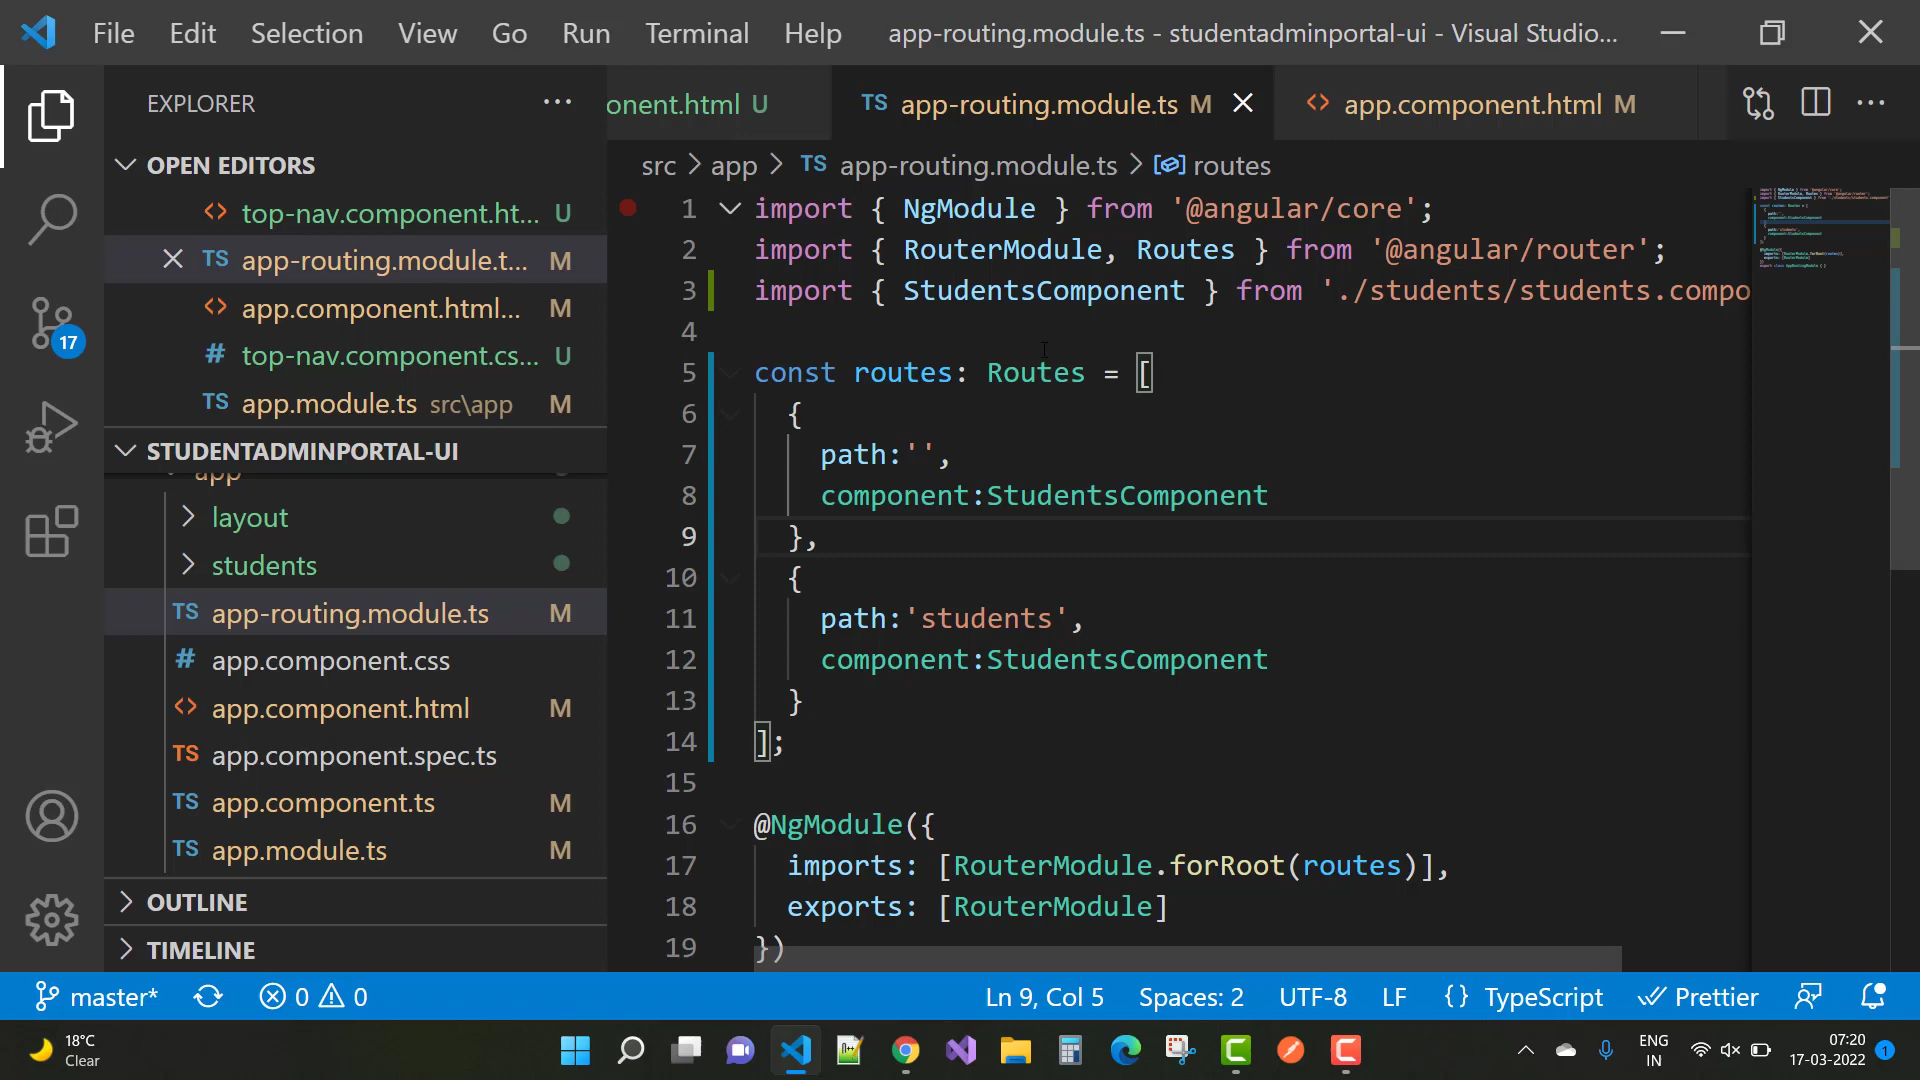 File Edit Selection View Go Run Terminal Help app-routing.module.ts - studentadminportal-ui - Visual Studio...
EXPLORER
OPEN EDITORS
top-nav.component.ht... U
TS app-routing.module.t... M
app.component.html... M
# top-nav.component.cs... U
TS app.module.ts src\app M
STUDENTADMINPORTAL-UI
app
layout
students
TS app-routing.module.ts M
# app.component.css
app.component.html M
TS app.component.spec.ts
TS app.component.ts M
TS app.module.ts M
OUTLINE
TIMELINE
17
onent.html U
TS app-routing.module.ts M
app.component.html M
src > app > TS app-routing.module.ts > routes
1 import { NgModule } from '@angular/core';
2 import { RouterModule, Routes } from '@angular/router';
3 import { StudentsComponent } from './students/students.compo
4
5 const routes: Routes = [
6 {
7 path:'',
8 component:StudentsComponent
9 },
10 {
11 path:'students',
12 component:StudentsComponent
13 }
14 ];
15
16 @NgModule({
17 imports: [RouterModule.forRoot(routes)],
18 exports: [RouterModule]
19 })
master* 0 0 Ln 9, Col 5 Spaces: 2 UTF-8 LF {} TypeScript Prettier
18°C
Clear
ENG
IN
07:20
17-03-2022
1